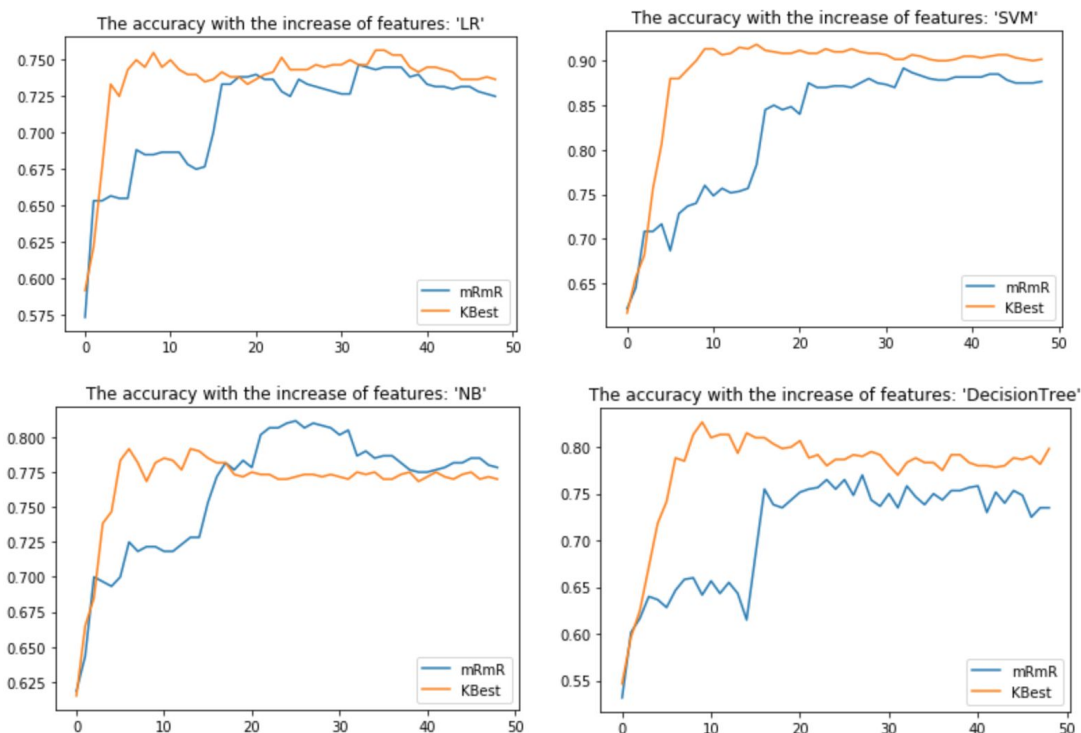 The accuracy with the increase of features: 'LR'
0.750
0.725
0.700
0.675
0.650
0.625
0.600
0.575
0 10 20 30 40 50
mRmR
KBest
The accuracy with the increase of features: 'SVM'
0.90
0.85
0.80
0.75
0.70
0.65
0 10 20 30 40 50
mRmR
KBest
The accuracy with the increase of features: 'NB'
0.800
0.775
0.750
0.725
0.700
0.675
0.650
0.625
0 10 20 30 40 50
mRmR
KBest
The accuracy with the increase of features: 'DecisionTree'
0.80
0.75
0.70
0.65
0.60
0.55
0 10 20 30 40 50
mRmR
KBest